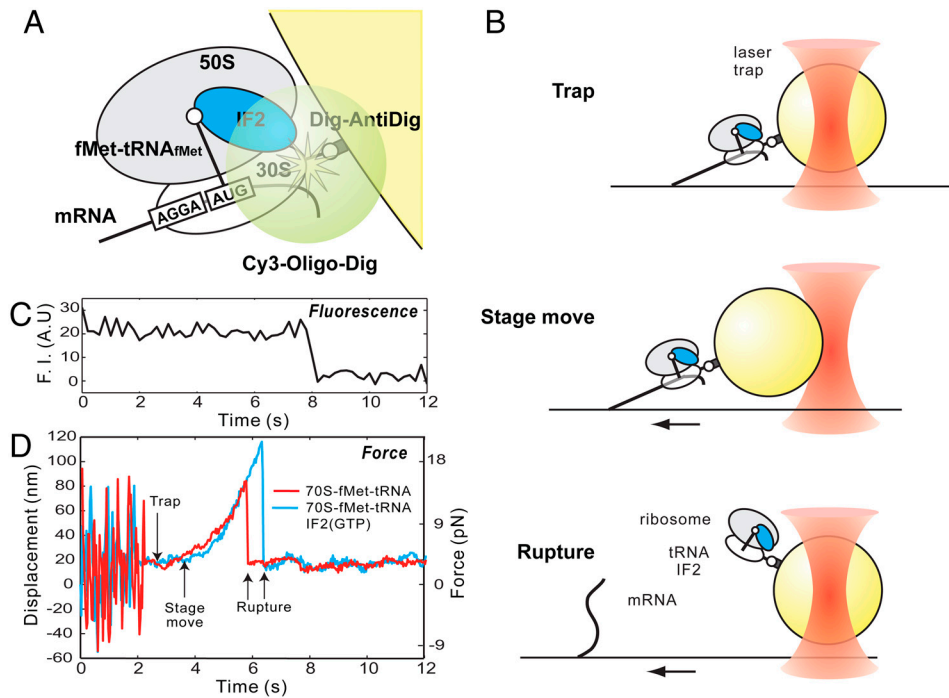 A
50S
IF2
Dig-AntiDig
fMet-tRNAfMet
30S
AGGA
AUG
mRNA
Cy3-Oligo-Dig
B
laser
trap
Trap
Stage move
Rupture
ribosome
tRNA
IF2
mRNA
C
Fluorescence
F. I. (A.U)
30
20
10
0
0 2 4 6 8 10 12
Time (s)
D
Force
Displacement (nm)
120
100
80
60
40
20
0
-20
-40
-60
Trap
Stage
move
Rupture
70S-fMet-tRNA
70S-fMet-tRNA
IF2(GTP)
18
9
0
-9
Force (pN)
0 2 4 6 8 10 12
Time (s)